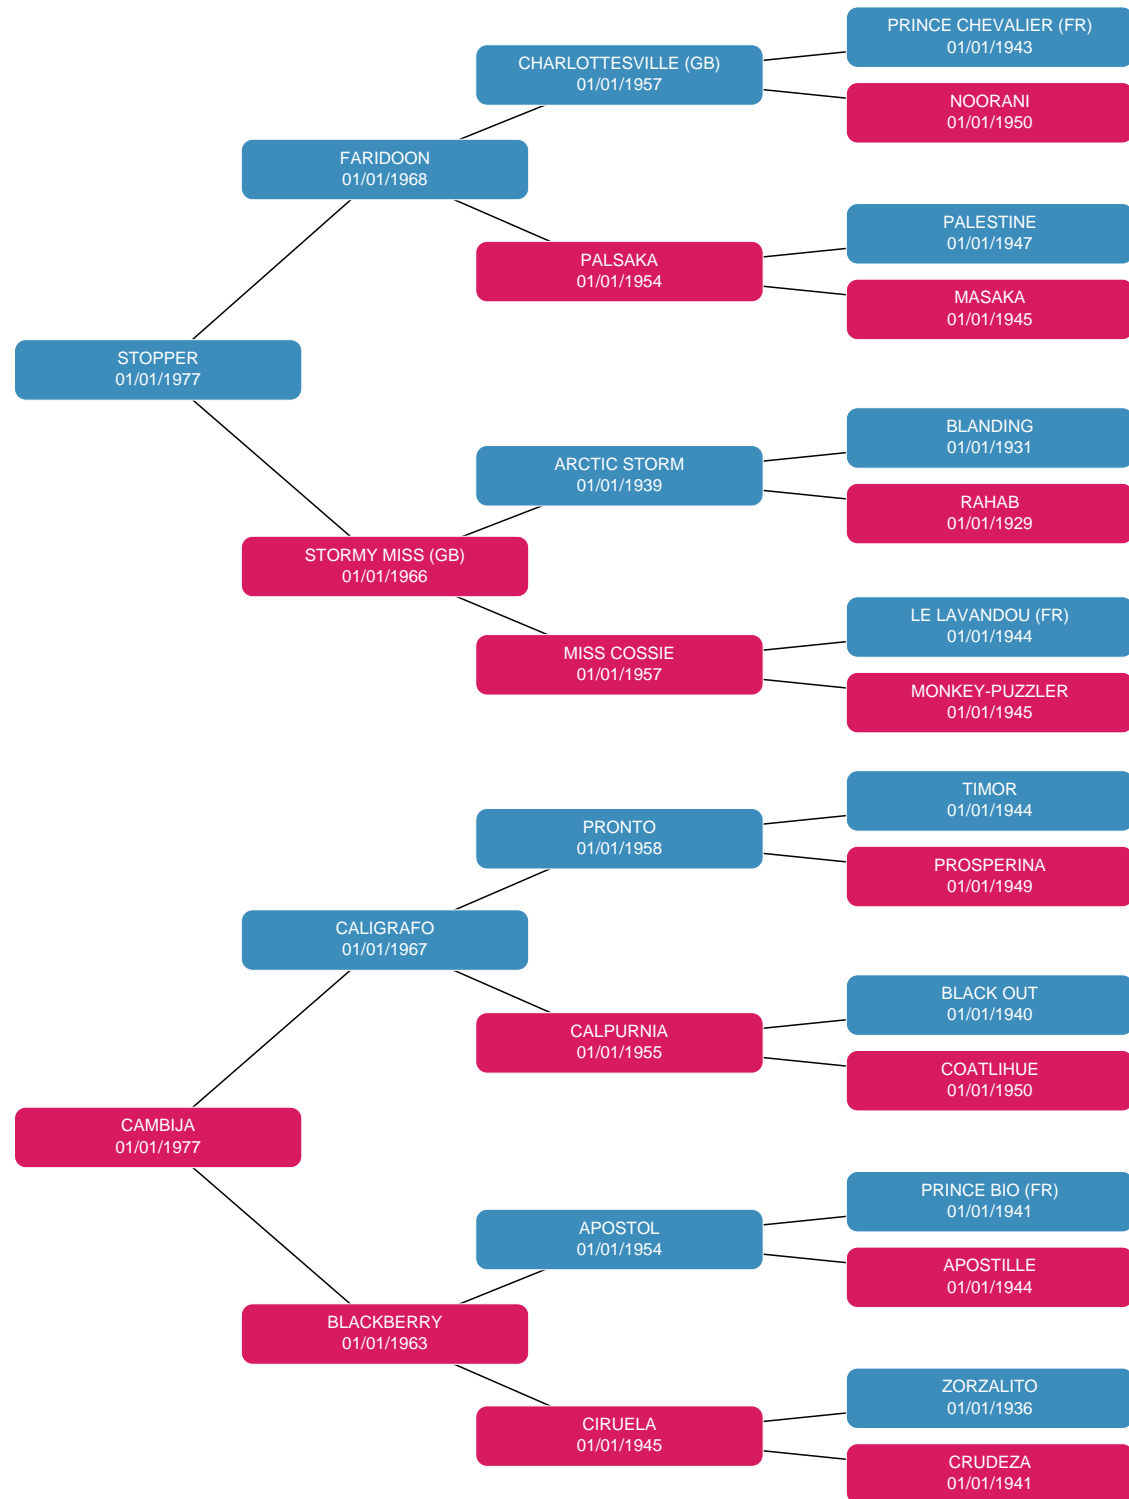 PRINCE CHEVALIER (FR)
01/01/1943
CHARLOTTESVILLE (GB)
01/01/1957
NOORANI
01/01/1950
FARIDOON
01/01/1968
PALESTINE
01/01/1947
PALSAKA
01/01/1954
MASAKA
01/01/1945
STOPPER
01/01/1977
BLANDING
01/01/1931
ARCTIC STORM
01/01/1939
RAHAB
01/01/1929
STORMY MISS (GB)
01/01/1966
LE LAVANDOU (FR)
01/01/1944
MISS COSSIE
01/01/1957
MONKEY-PUZZLER
01/01/1945
TIMOR
01/01/1944
PRONTO
01/01/1958
PROSPERINA
01/01/1949
CALIGRAFO
01/01/1967
BLACK OUT
01/01/1940
CALPURNIA
01/01/1955
COATLIHUE
01/01/1950
CAMBIJA
01/01/1977
PRINCE BIO (FR)
01/01/1941
APOSTOL
01/01/1954
APOSTILLE
01/01/1944
BLACKBERRY
01/01/1963
ZORZALITO
01/01/1936
CIRUELA
01/01/1945
CRUDEZA
01/01/1941